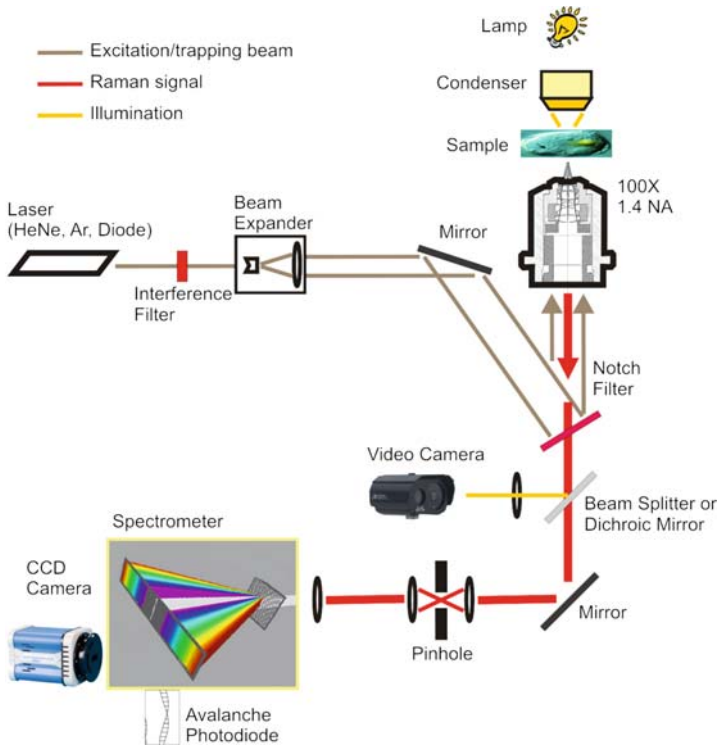 Lamp
Excitation/trapping beam
Raman signal
Illumination
Condenser
Sample
100X
1.4 NA
Laser
(HeNe, Ar, Diode)
Beam
Expander
Mirror
Interference
Filter
Notch
Filter
Video Camera
Beam Splitter or
Dichroic Mirror
Spectrometer
CCD
Camera
Mirror
Pinhole
Avalanche
Photodiode